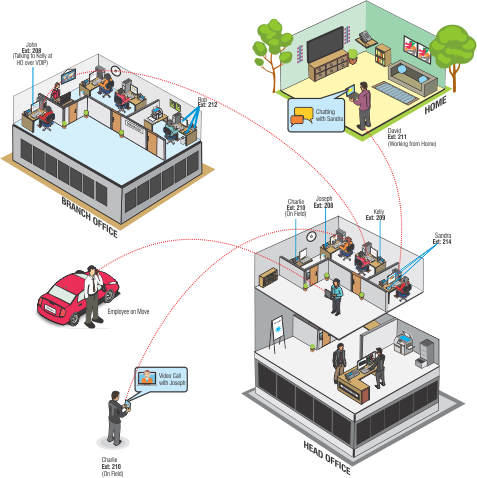 John
Ext: 208
(Talking to Kelly at
HO over VOIP)
Rob
Ext: 212
BRANCH OFFICE
Chatting
with Sandra
HOME
David
Ext: 211
(Working from Home)
Charlie
Ext: 210
(On Field)
Joseph
Ext: 208
Kelly
Ext: 209
Sandra
Ext: 214
Employee on Move
Video Call
with Joseph
Charlie
Ext: 210
(On Field)
HEAD OFFICE